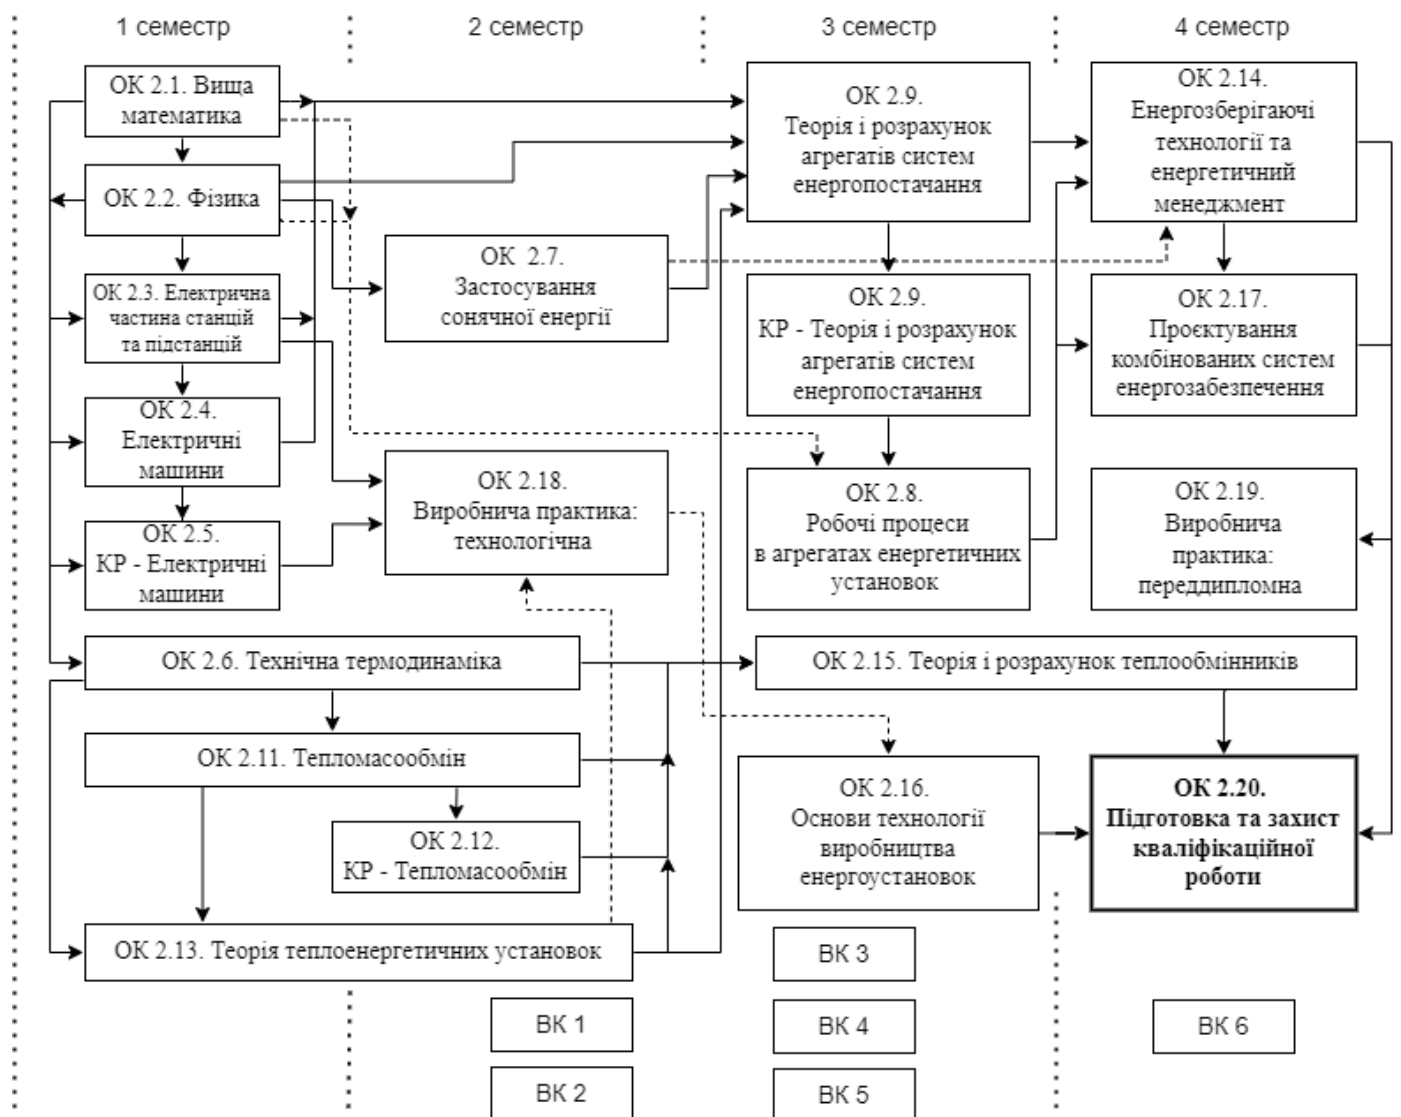 1 семестр
2 семестр
3 семестр
4 семестр
ОК 2.1. Вища
математика
ОК 2.2. Фізика
ОК 2.3. Електрична
частина станцій
та підстанцій
ОК 2.4.
Електричні
машини
ОК 2.5.
КР - Електричні
машини
ОК 2.6. Технічна термодинаміка
ОК 2.11. Тепломасообмін
ОК 2.12.
КР - Тепломасообмін
ОК 2.13. Теорія теплоенергетичних установок
ОК 2.7.
Застосування
сонячної енергії
ОК 2.18.
Виробнича практика:
технологічна
ВК 1
ВК 2
ОК 2.9.
Теорія і розрахунок
агрегатів систем
енергопостачання
ОК 2.9.
КР - Теорія і розрахунок
агрегатів систем
енергопостачання
ОК 2.8.
Робочі процеси
в агрегатах енергетичних
установок
ОК 2.15. Теорія і розрахунок теплообмінників
ОК 2.16.
Основи технології
виробництва
енергоустановок
ВК 3
ВК 4
ВК 5
ОК 2.14.
Енергозберігаючі
технології та
енергетичний
менеджмент
ОК 2.17.
Проєктування
комбінованих систем
енергозабезпечення
ОК 2.19.
Виробнича
практика:
переддипломна
ОК 2.20.
Підготовка та захист
кваліфікаційної
роботи
ВК 6